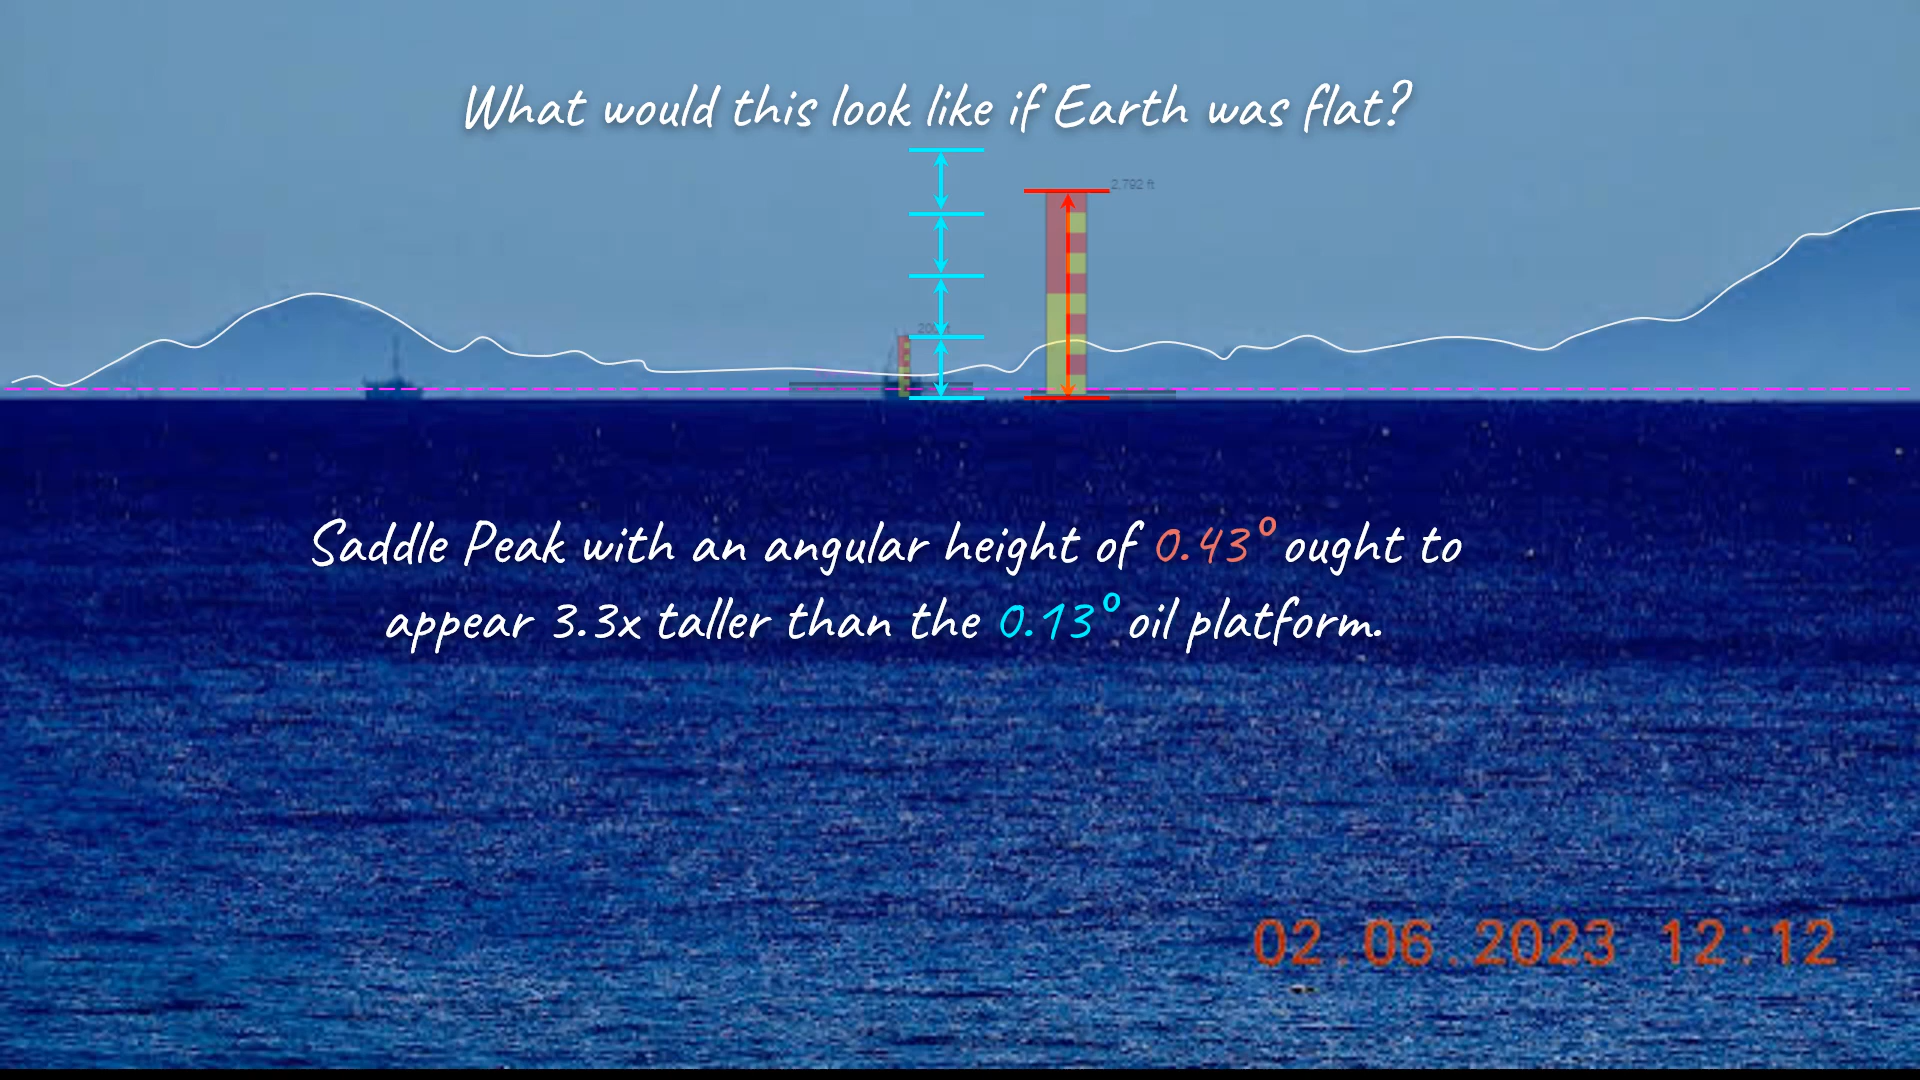 What would this look like if Earth was flat?
2,792 ft
Saddle Peak with an angular height of 0.43° ought to
appear 3.3x taller than the 0.13° oil platform.
02.06.2023 12:12